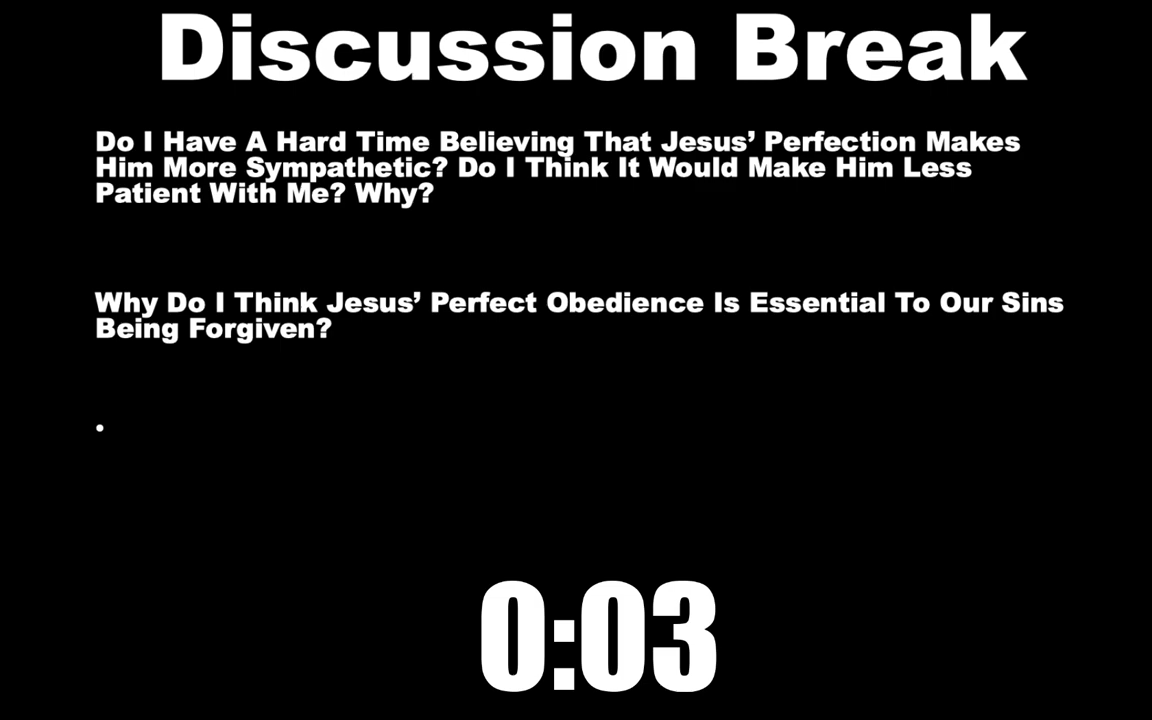 Discussion Break
Do I Have A Hard Time Believing That Jesus’ Perfection Makes
Him More Sympathetic? Do I Think It Would Make Him Less
Patient With Me? Why?
Why Do I Think Jesus’ Perfect Obedience Is Essential To Our Sins
Being Forgiven?
.
0:03